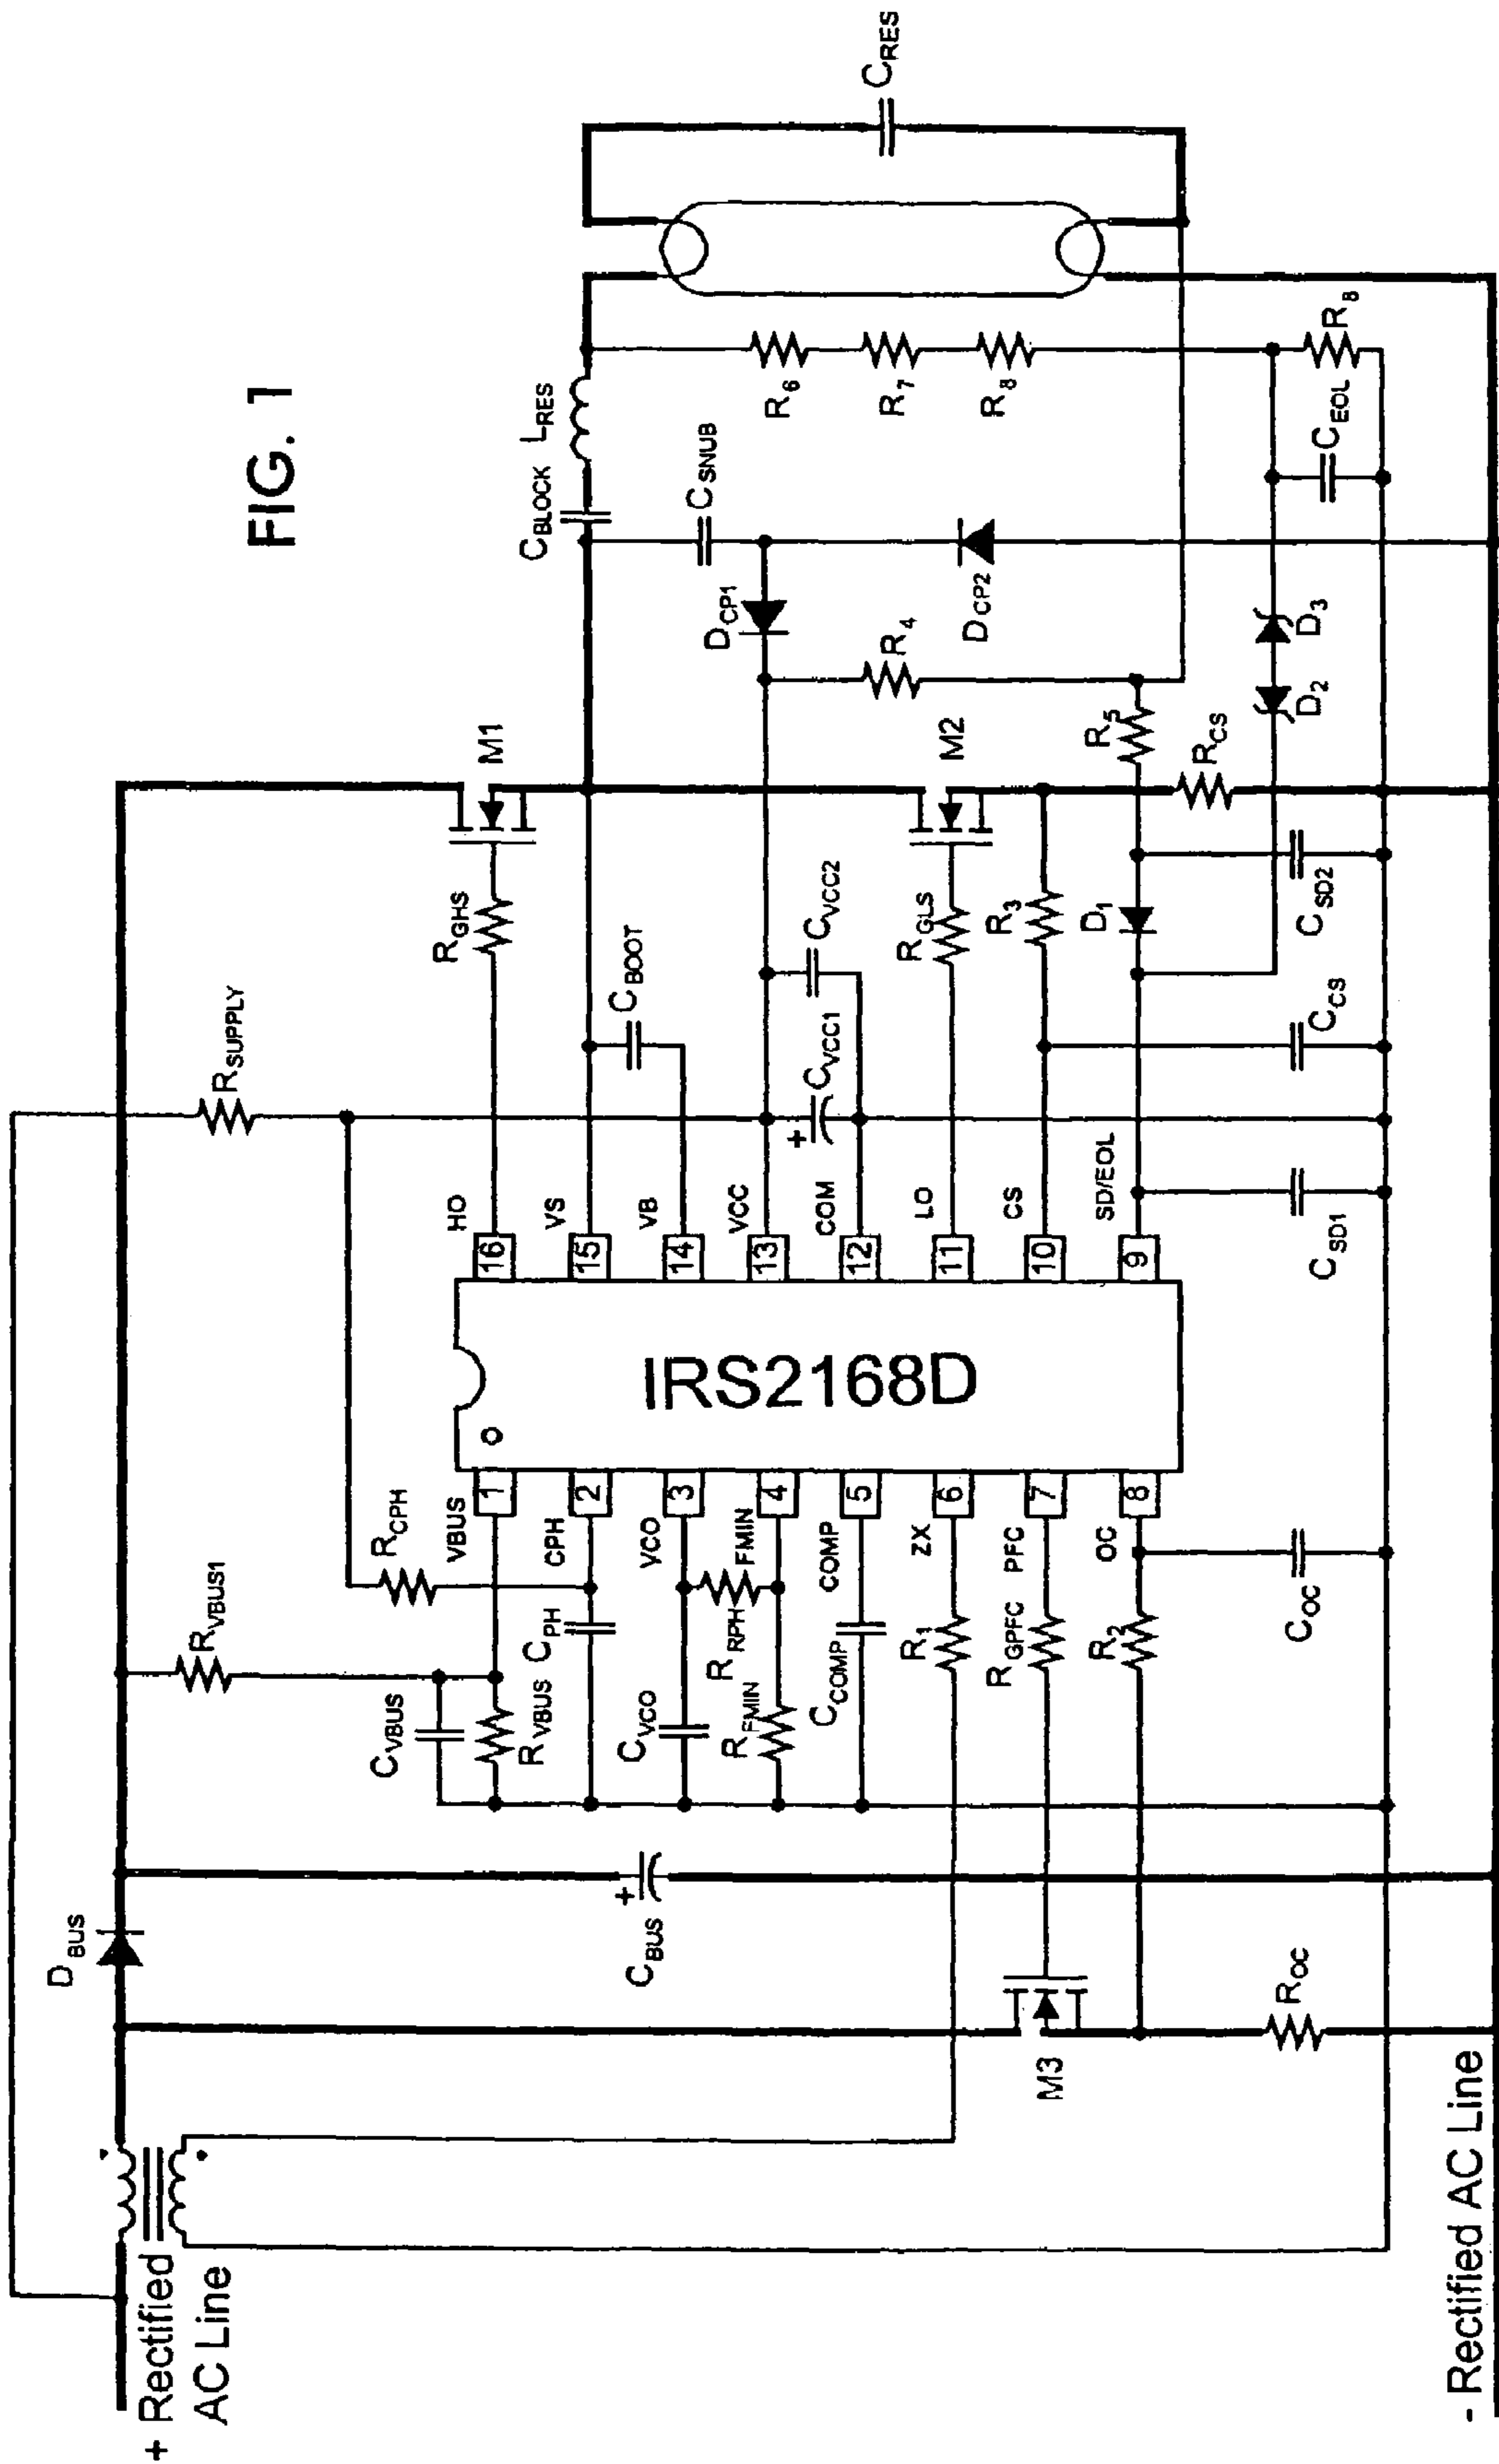 FIG. 1
+ Rectified
AC Line
- Rectified AC Line
DBUS
CBUS
M3
ROC
RVBUS1
CVBUS
RVBUS
RCPH
CPH
CVCO
RRPH
RFMIN
CCOMP
R1
RGPFC
R2
COC
VBUS
CPH
VCO
FMIN
COMP
ZX
PFC
OC
1
2
3
4
5
6
7
8
IRS2168D
16
15
14
13
12
11
10
9
HO
VS
VB
VCC
COM
LO
CS
SD/EOL
RSUPPLY
RGHS
CBOOT
+
CVCC1
CVCC2
RGLS
R3
D1
CSD1
CCS
CSD2
M1
M2
R5
RCS
R4
DCP1
DCP2
CBLOCK
LRES
CSNUB
D2
D3
R6
R7
R8
CEOL
R8
CRES
+